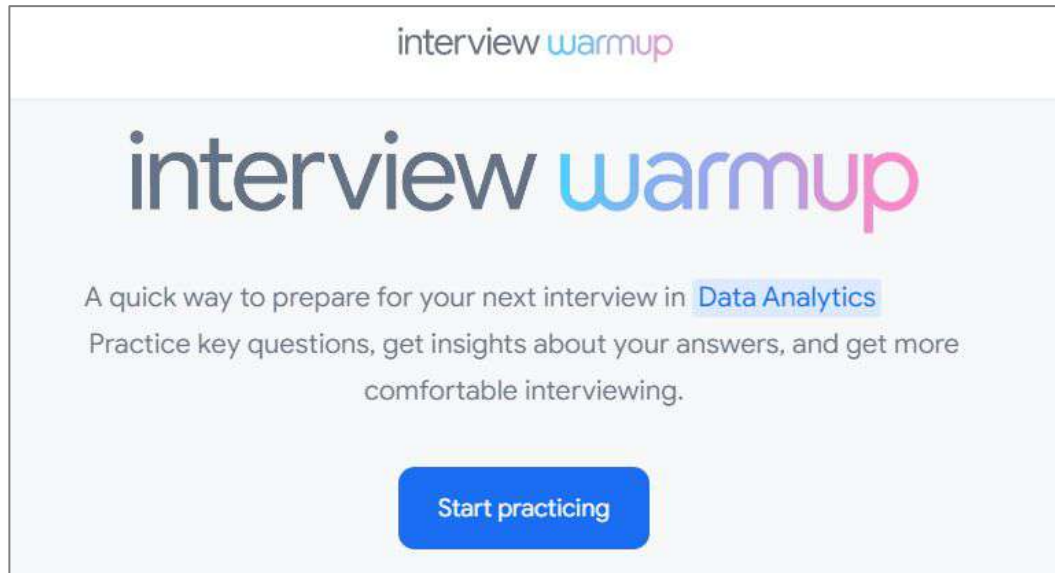 interview warmup
interview warmup
A quick way to prepare for your next interview in Data Analytics
Practice key questions, get insights about your answers, and get more
comfortable interviewing.
Start practicing